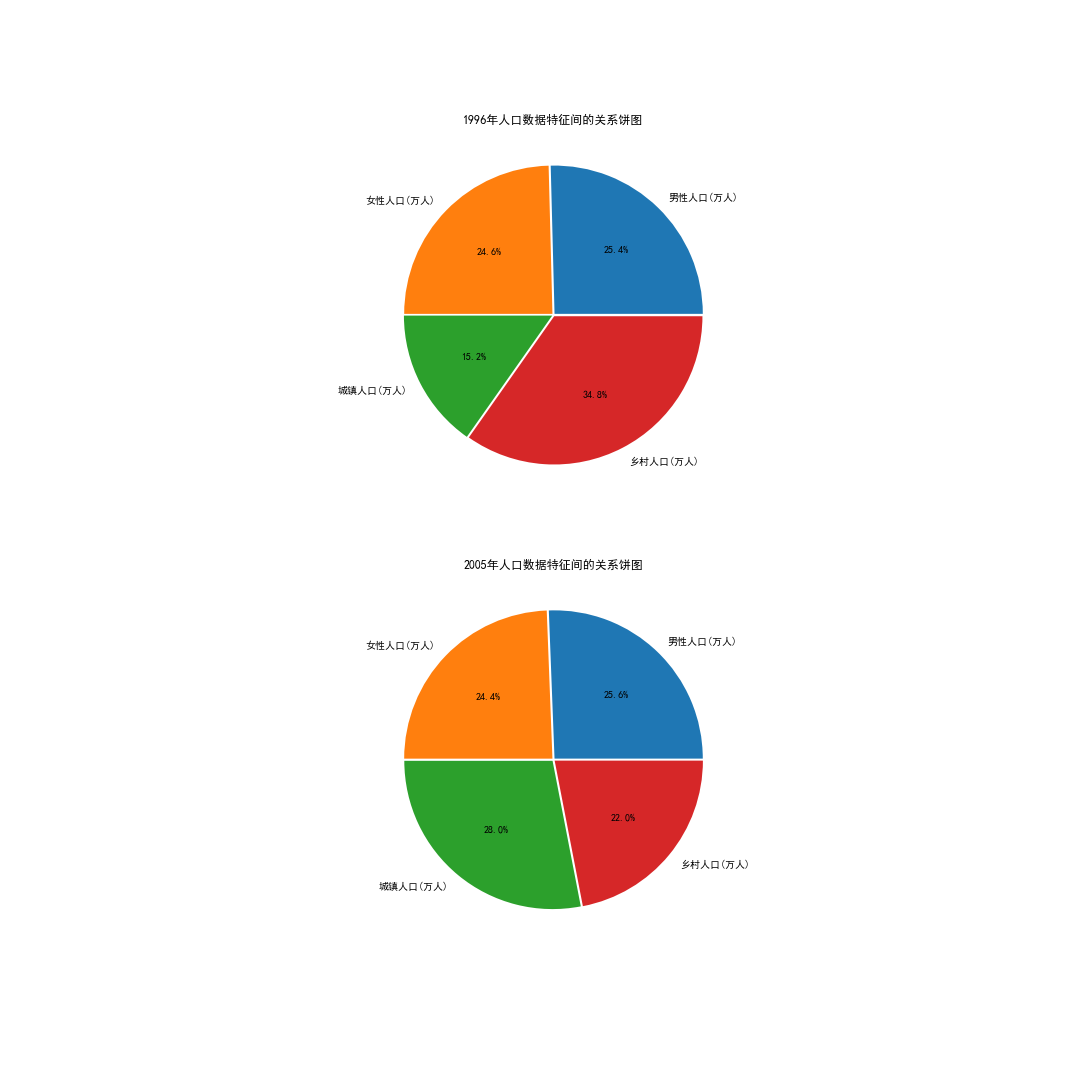 1996年人口数据特征间的关系饼图
男性人口(万人)
女性人口(万人)
25.4%
24.6%
15.2%
城镇人口(万人)
34.8%
乡村人口(万人)
2005年人口数据特征间的关系饼图
男性人口(万人)
女性人口(万人)
25.6%
24.4%
22.0%
28.0%
乡村人口(万人)
城镇人口(万人)